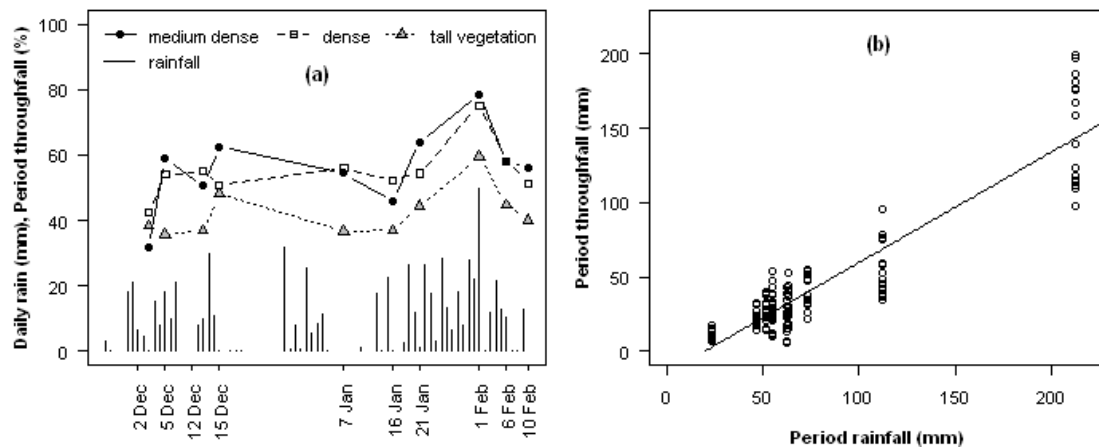 100
80
60
40
20
0
Daily rain (mm), Period throughfall (%)
medium dense
dense
tall vegetation
rainfall
(a)
2 Dec
5 Dec
12 Dec
15 Dec
7 Jan
16 Jan
21 Jan
1 Feb
6 Feb
10 Feb
(b)
200
150
100
50
0
Period throughfall (mm)
0
50
100
150
200
Period rainfall (mm)